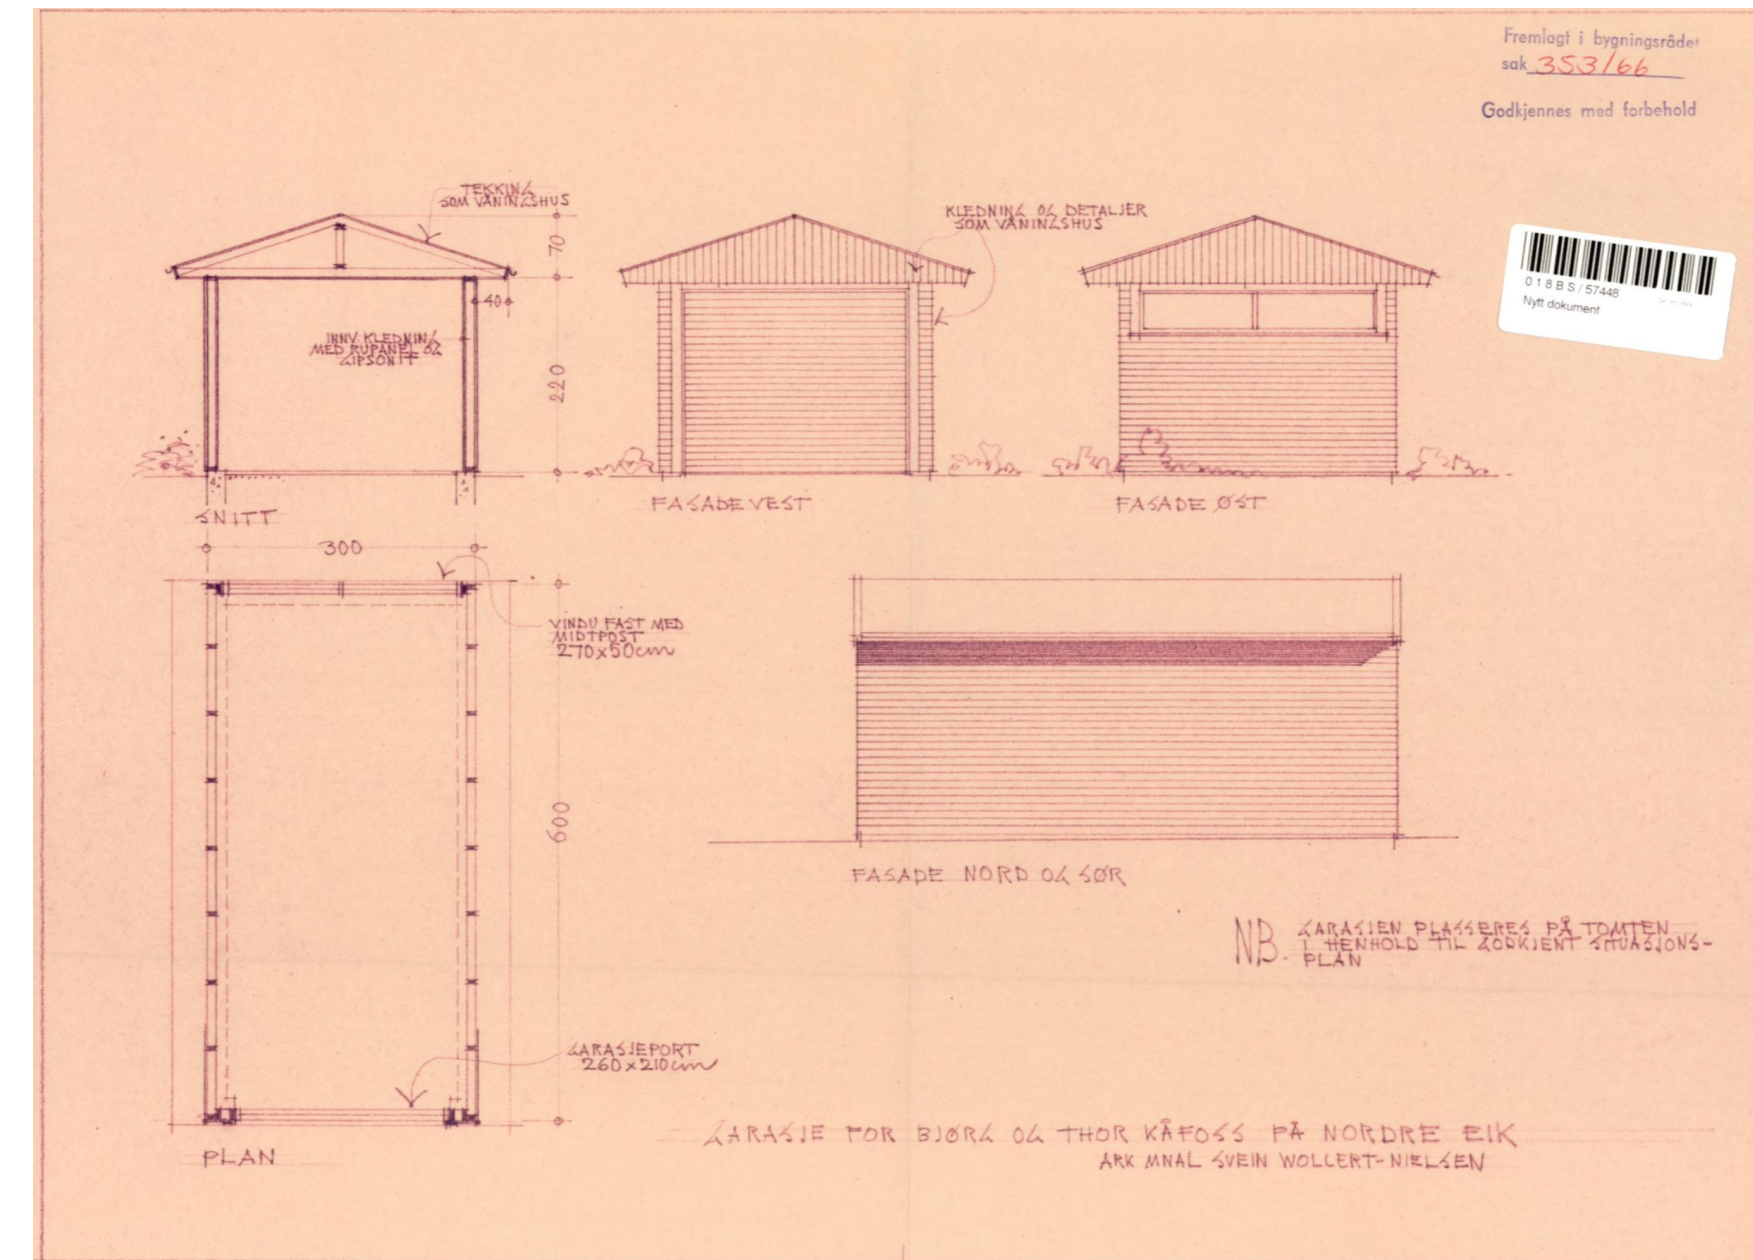 Fremlagt i bygningsrådet
sak 353/66
Godkjennes med forbehold
TEKKING
SOM VÅNINGSHUS
KLEDNING OG DETALJER
SOM VÅNINGSHUS
70
40
220
INNV. KLEDNING
MED RUPANEL OG
GIPSONIT
018BS/57448
Nytt dokument
SNITT
FASADE VEST
FASADE ØST
300
VINDU FAST MED
MIDTPOST
270x50cm
600
FASADE NORD OG SØR
NB. GARASJEN PLASSERES PÅ TOMTEN
I HENHOLD TIL GODKJENT SITUASJONS-
PLAN
GARASJEPORT
260x210cm
PLAN
GARASJE FOR BJØRG OG THOR KÅFOSS PÅ NORDRE EIK
ARK MNAL SVEIN WOLLERT-NIELSEN